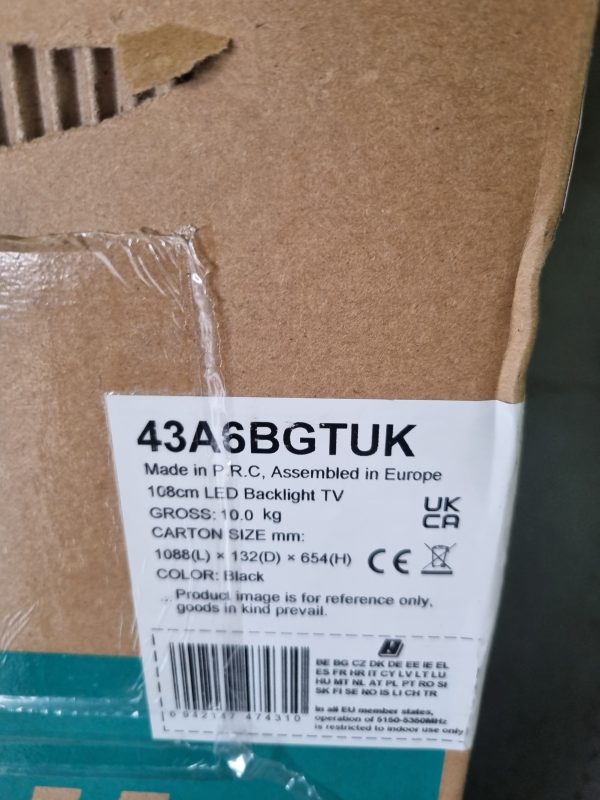 43A6BGTUK
Made in P.R.C, Assembled in Europe
108cm LED Backlight TV
GROSS: 10.0 kg
CARTON SIZE mm:
1088(L) × 132(D) × 654(H)
COLOR: Black
UK
CA
CE
... Product image is for reference only,
goods in kind prevail.
6 942147 474310
BE BG CZ DK DE EE IE EL
ES FR HR IT CY LV LT LU
HU MT NL AT PL PT RO SI
SK FI SE NO IS LI CH TR
In all EU member states,
operation of 5150-5350MHz
is restricted to indoor use only